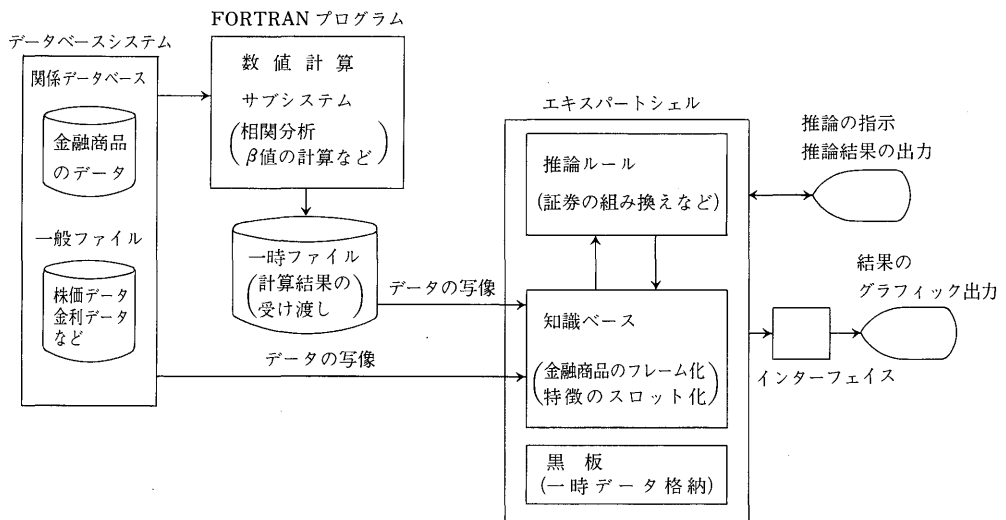 データベースシステム
関係データベース
金融商品
のデータ
一般ファイル
株価データ
金利データ
など
FORTRAN プログラム
数値計算
サブシステム
(相関分析
β値の計算など)
一時ファイル
(計算結果の
受け渡し)
データの写像
データの写像
エキスパートシェル
推論ルール
(証券の組み換えなど)
知識ベース
(金融商品のフレーム化
特徴のスロット化)
黒板
(一時データ格納)
推論の指示
推論結果の出力
結果の
グラフィック出力
インターフェイス